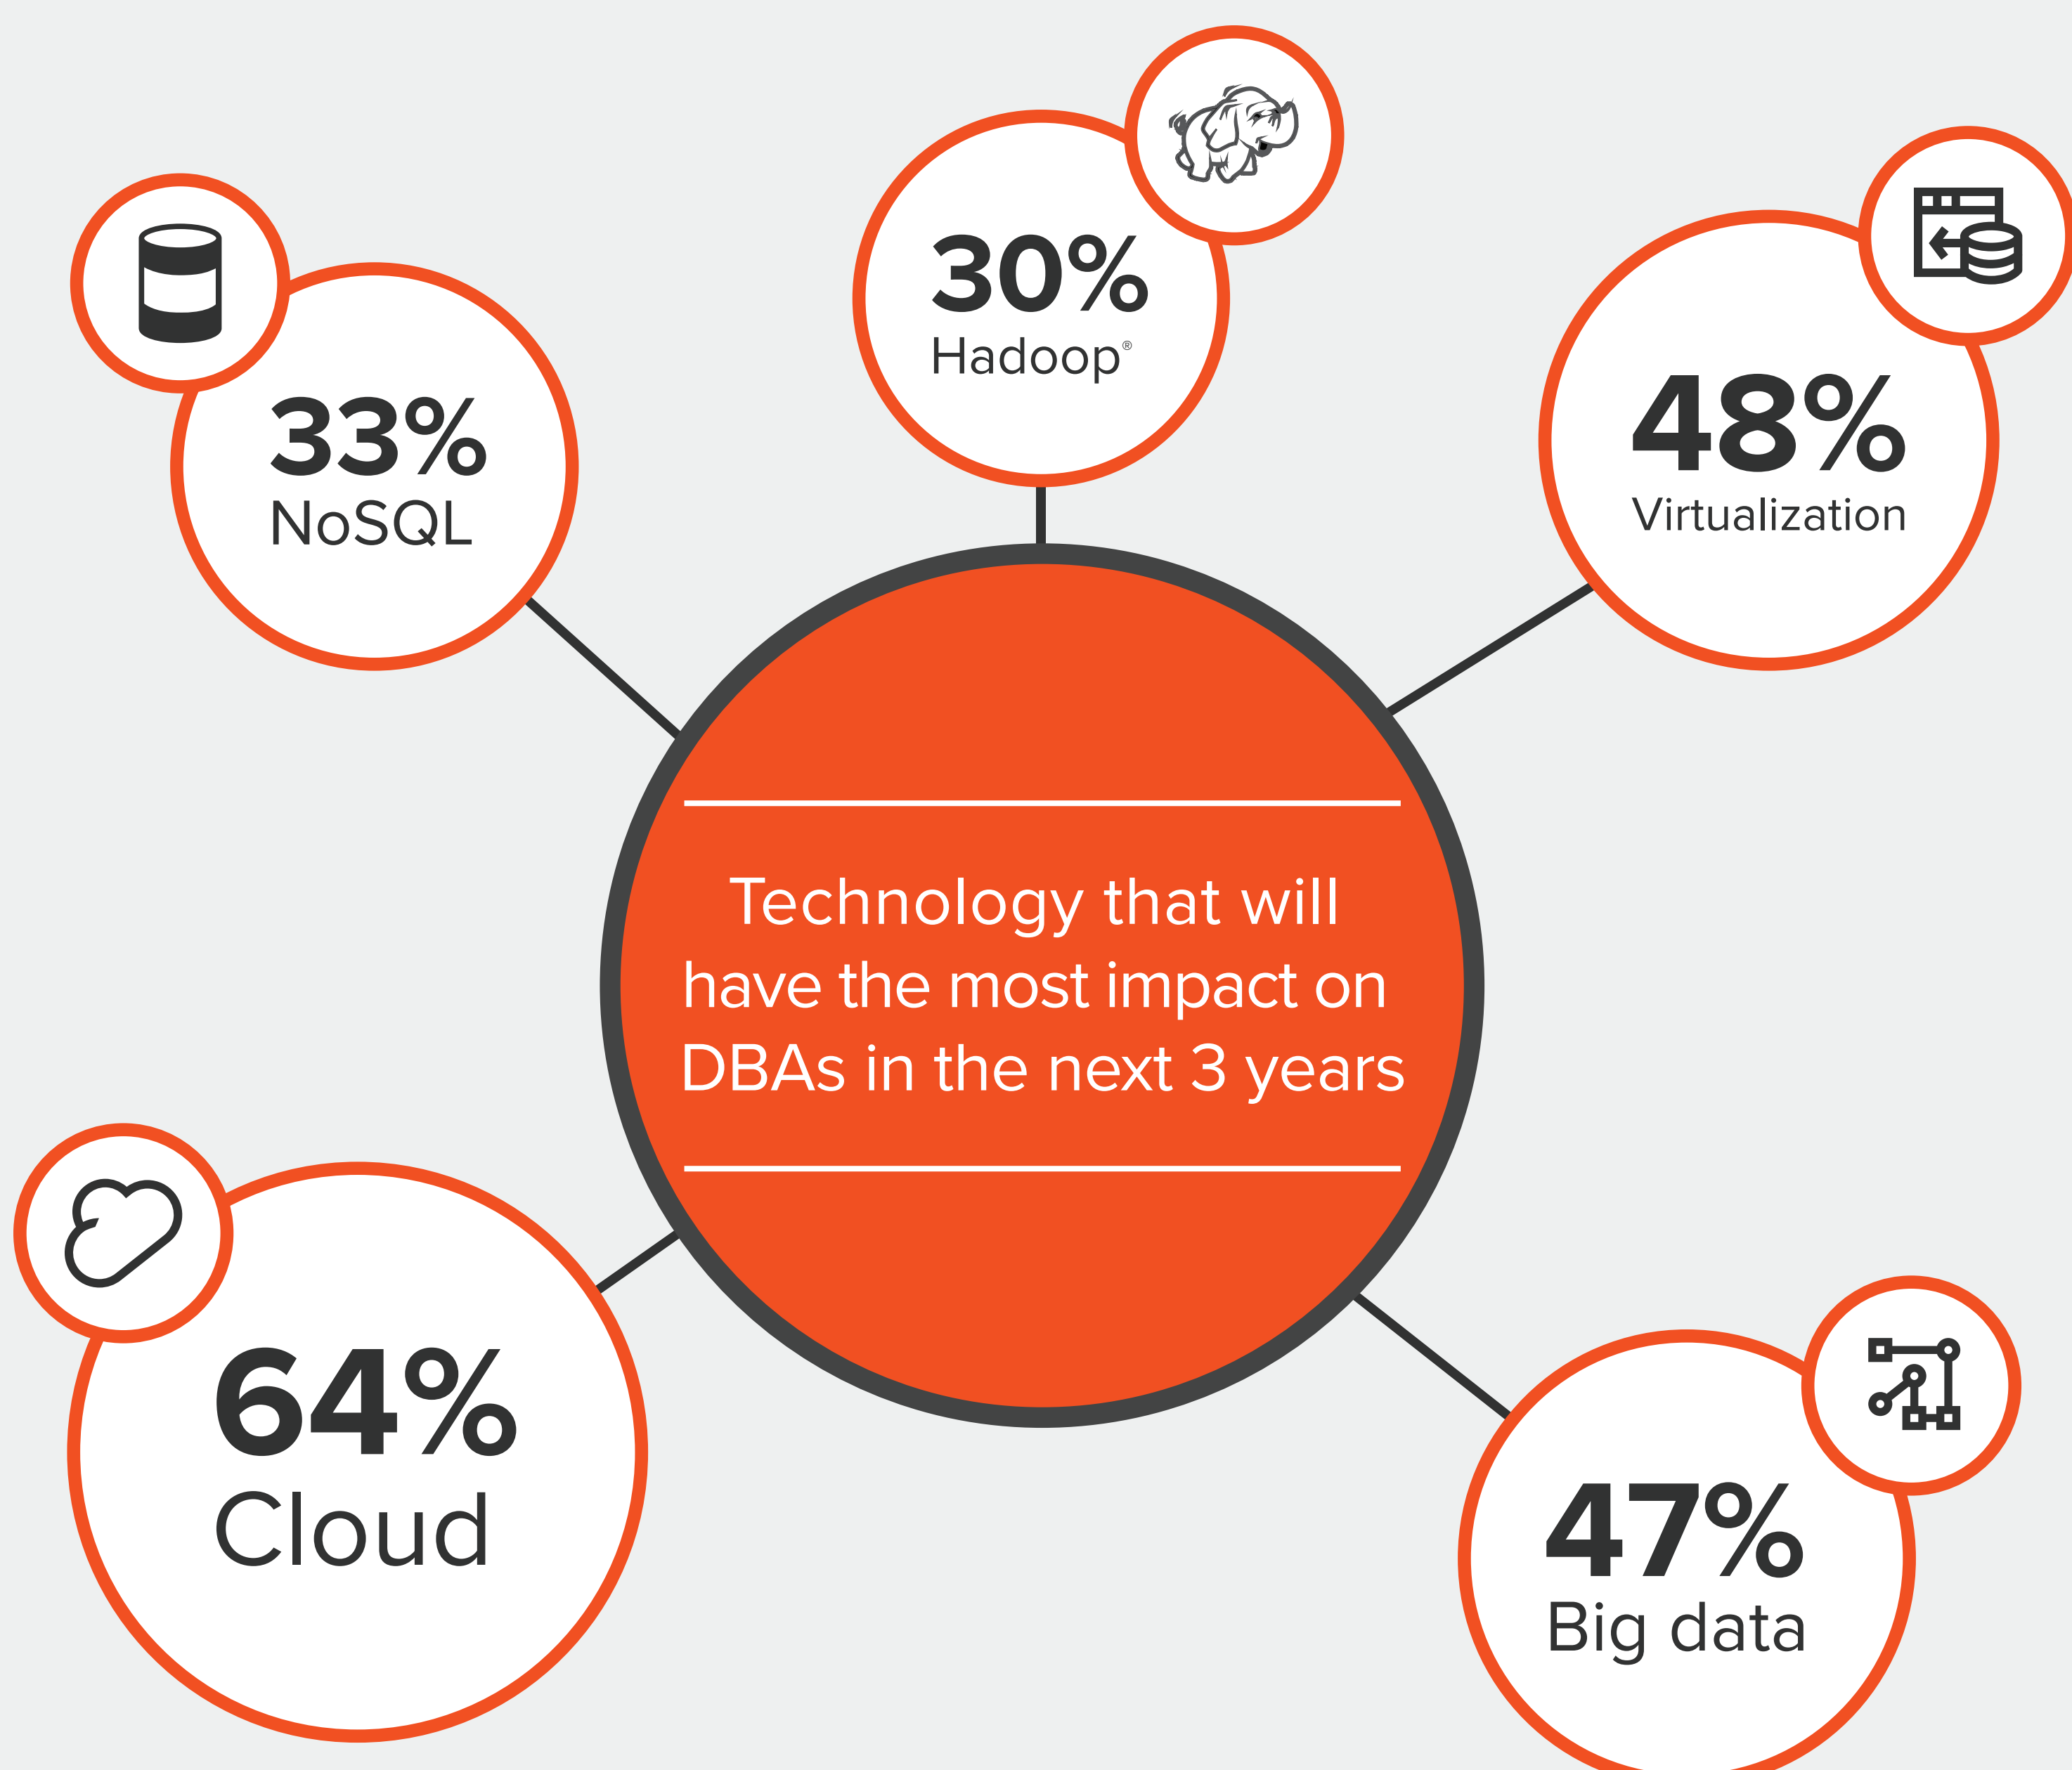 30%
Hadoop®
33%
NoSQL
48%
Virtualization
Technology that will
have the most impact on
DBAs in the next 3 years
64%
Cloud
47%
Big data